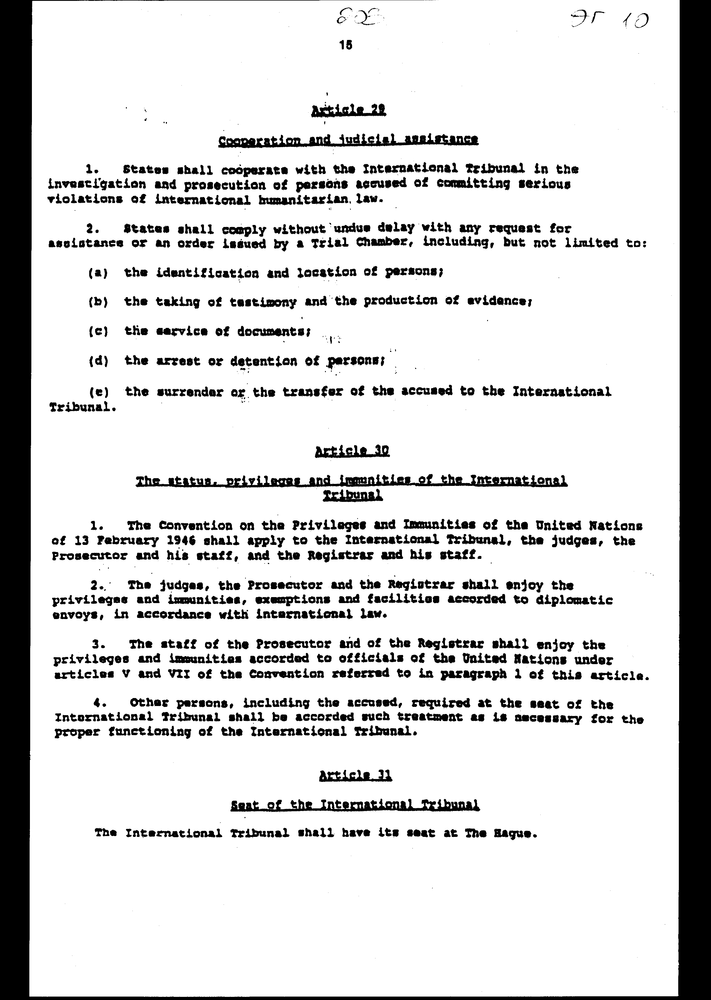 15
Article 29
Cooperation and judicial assistance
1. States shall cooperate with the International Tribunal in the
investigation and prosecution of persons accused of committing serious
violations of international humanitarian law.
2. States shall comply without undue delay with any request for
assistance or an order issued by a Trial Chamber, including, but not limited to:
(a) the identification and location of persons;
(b) the taking of testimony and the production of evidence;
(c) the service of documents;
(d) the arrest or detention of persons;
(e) the surrender or the transfer of the accused to the International
Tribunal.
Article 30
The status, privileges and immunities of the International
Tribunal
1. The Convention on the Privileges and Immunities of the United Nations
of 13 February 1946 shall apply to the International Tribunal, the judges, the
Prosecutor and his staff, and the Registrar and his staff.
2. The judges, the Prosecutor and the Registrar shall enjoy the
privileges and immunities, exemptions and facilities accorded to diplomatic
envoys, in accordance with international law.
3. The staff of the Prosecutor and of the Registrar shall enjoy the
privileges and immunities accorded to officials of the United Nations under
articles V and VII of the Convention referred to in paragraph 1 of this article.
4. Other persons, including the accused, required at the seat of the
International Tribunal shall be accorded such treatment as is necessary for the
proper functioning of the International Tribunal.
Article 31
Seat of the International Tribunal
The International Tribunal shall have its seat at The Hague.